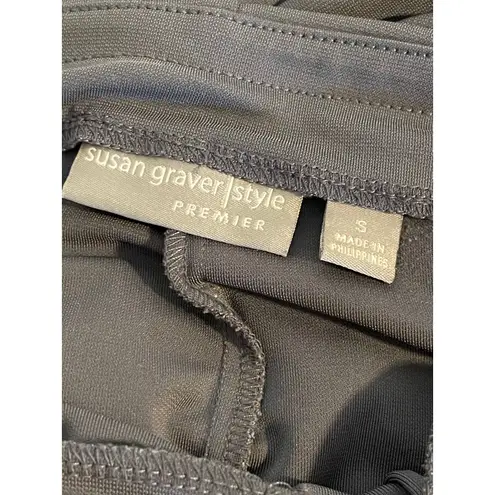 susan graver|style
PREMIER
S
MADE IN
PHILIPPINES